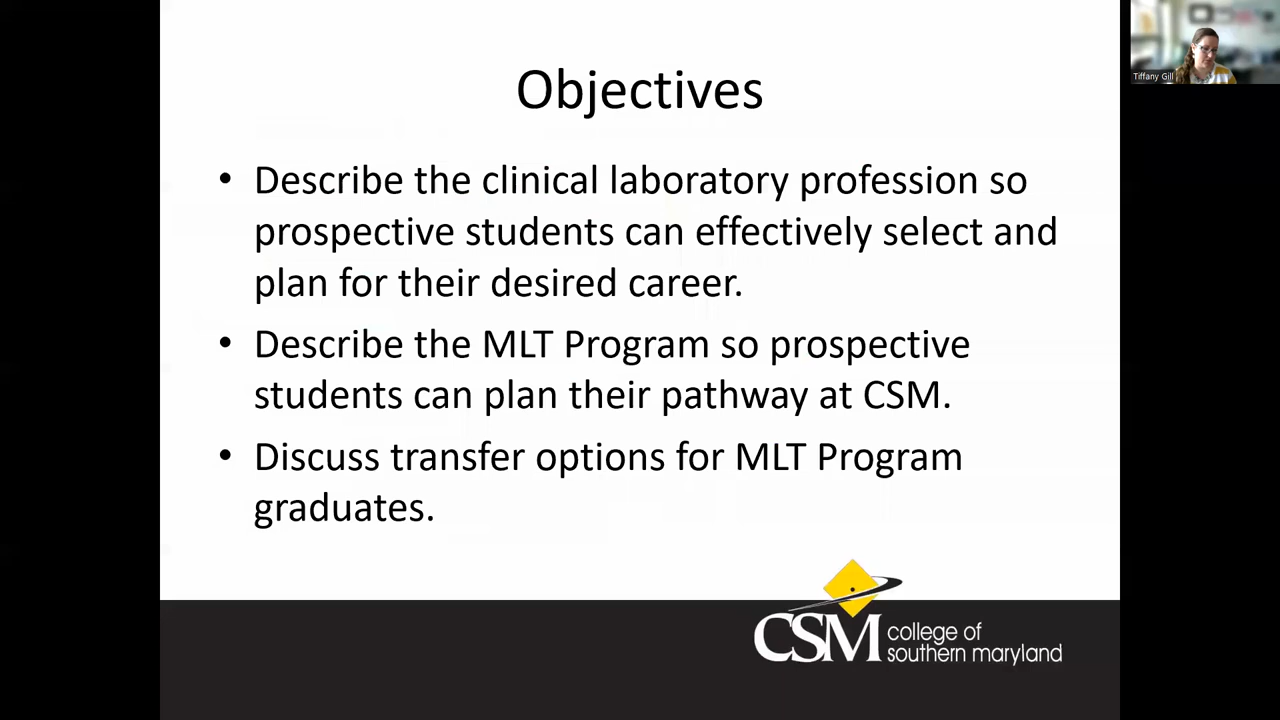 Objectives
• Describe the clinical laboratory profession so
prospective students can effectively select and
plan for their desired career.
• Describe the MLT Program so prospective
students can plan their pathway at CSM.
• Discuss transfer options for MLT Program
graduates.
CSM college of
southern maryland
Tiffany Gill